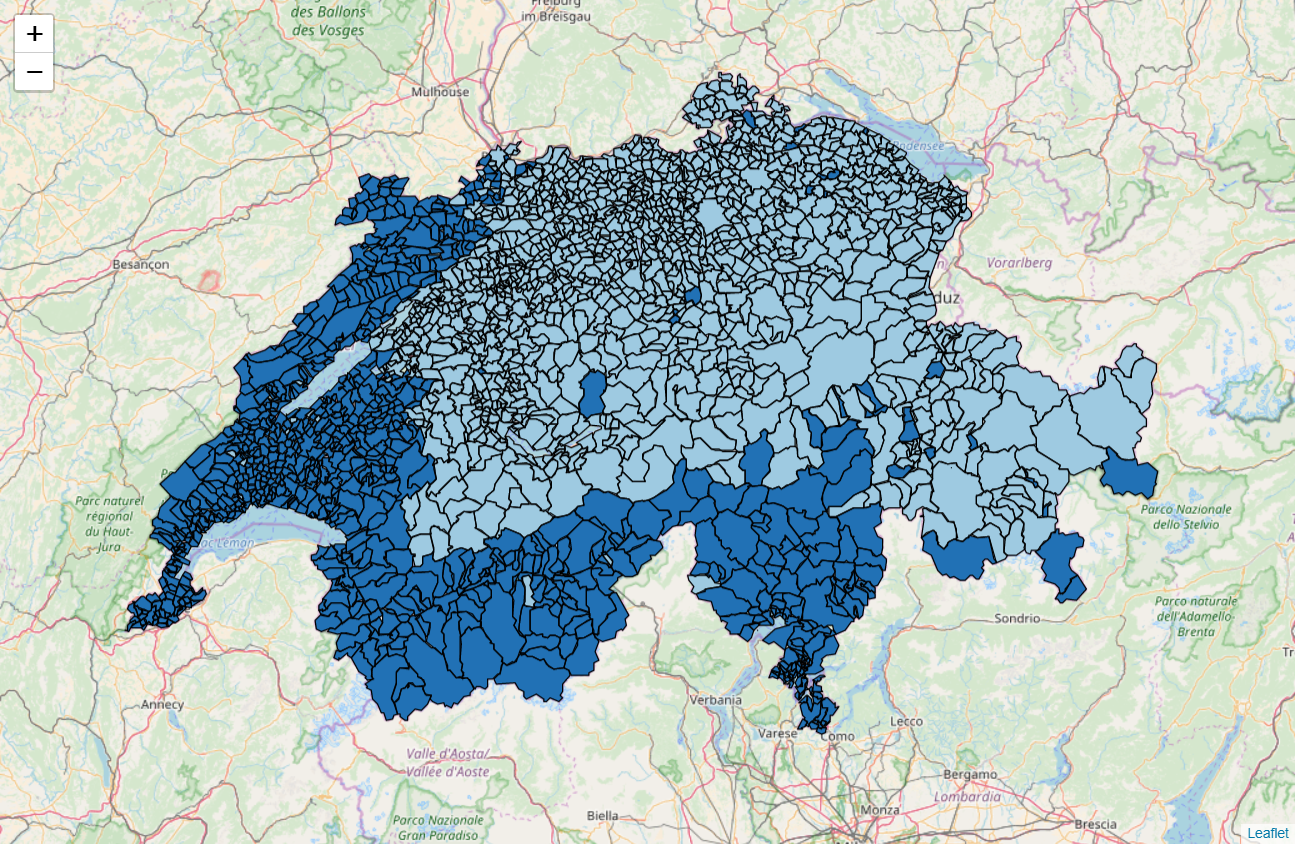 +
−
des Ballons
des Vosges
Freiburg
im Breisgau
Mulhouse
Bodensee
Besançon
Vorarlberg
duz
Parc naturel
régional
du Haut-
Jura
Lac Léman
Parco Nazionale
dello Stelvio
Parco naturale
dell'Adamello-
Brenta
Sondrio
Tr
Annecy
Verbania
Varese
Como
Lecco
Valle d'Aosta/
Vallée d'Aoste
Bergamo
Lombardia
Biella
Monza
Brescia
Parco Nazionale
Gran Paradiso
Leaflet